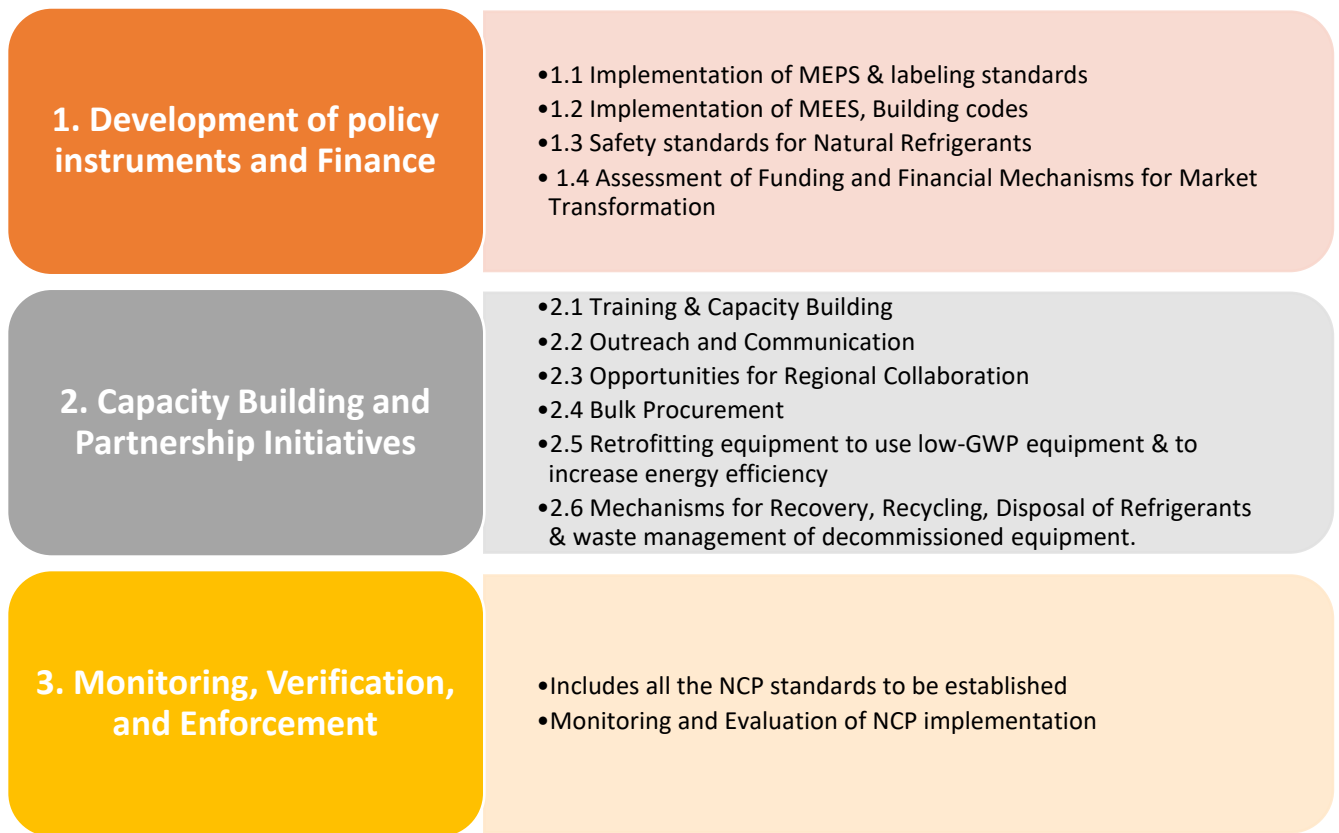 1. Development of policy
instruments and Finance
•1.1 Implementation of MEPS & labeling standards
•1.2 Implementation of MEES, Building codes
•1.3 Safety standards for Natural Refrigerants
• 1.4 Assessment of Funding and Financial Mechanisms for Market
Transformation
2. Capacity Building and
Partnership Initiatives
•2.1 Training & Capacity Building
•2.2 Outreach and Communication
•2.3 Opportunities for Regional Collaboration
•2.4 Bulk Procurement
•2.5 Retrofitting equipment to use low-GWP equipment & to
increase energy efficiency
•2.6 Mechanisms for Recovery, Recycling, Disposal of Refrigerants
& waste management of decommissioned equipment.
3. Monitoring, Verification,
and Enforcement
•Includes all the NCP standards to be established
•Monitoring and Evaluation of NCP implementation